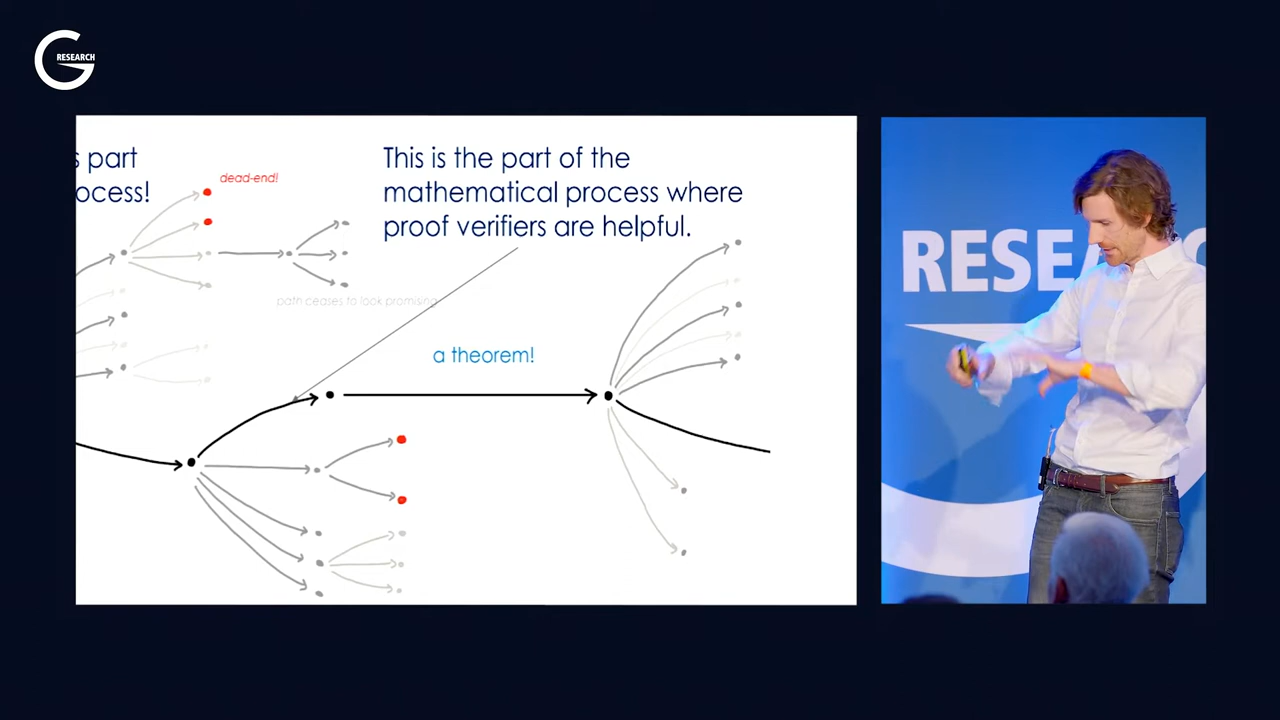 RESEARCH
s part
ocess!
dead-end!
This is the part of the
mathematical process where
proof verifiers are helpful.
path ceases to look promising
a theorem!
RESEARCH